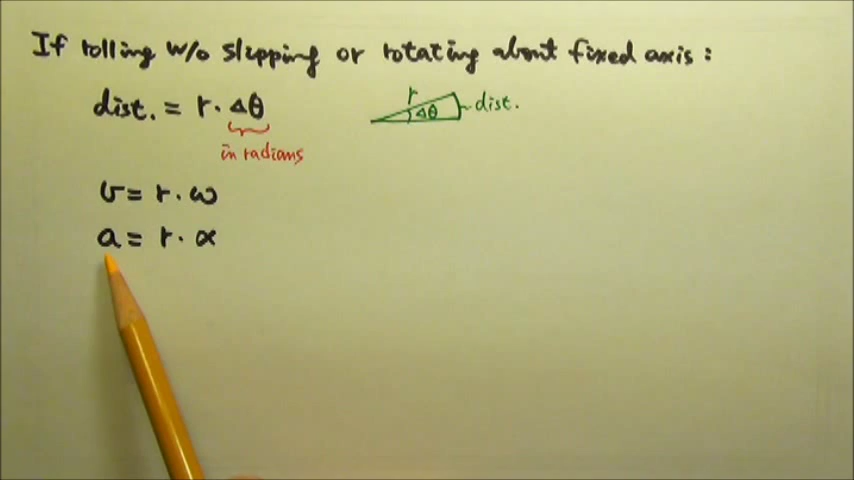 If rolling w/o slipping or rotating about fixed axis :
dist. = r · Δθ
in radians
r
Δθ
dist.
v = r · ω
a = r · α